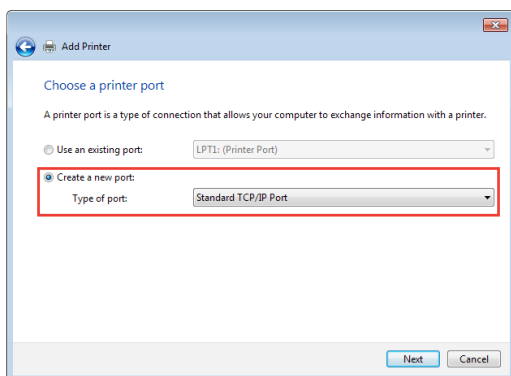 Add Printer
Choose a printer port
A printer port is a type of connection that allows your computer to exchange information with a printer.
Use an existing port: LPT1: (Printer Port)
Create a new port:
Type of port: Standard TCP/IP Port
Next Cancel